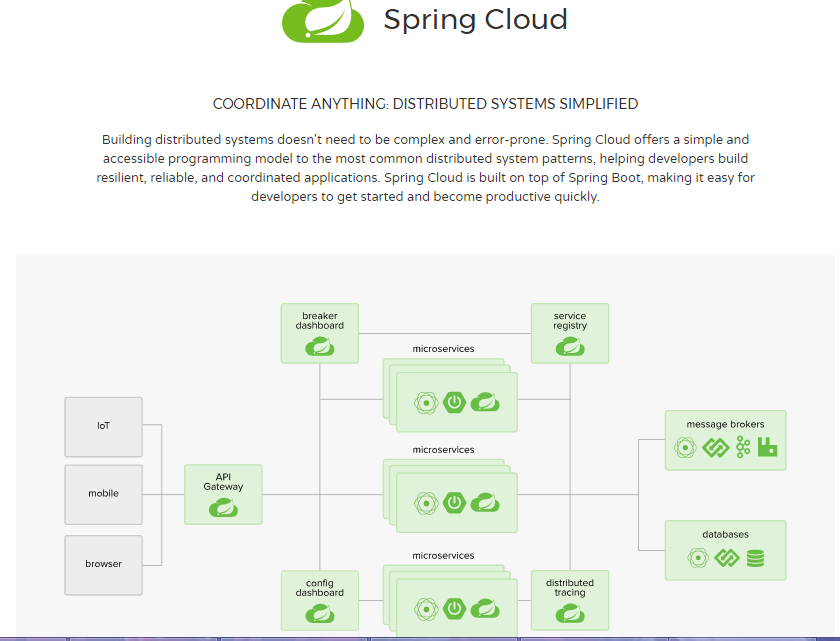 Spring Cloud
COORDINATE ANYTHING: DISTRIBUTED SYSTEMS SIMPLIFIED
Building distributed systems doesn't need to be complex and error-prone. Spring Cloud offers a simple and
accessible programming model to the most common distributed system patterns, helping developers build
resilient, reliable, and coordinated applications. Spring Cloud is built on top of Spring Boot, making it easy for
developers to get started and become productive quickly.
breaker
dashboard
service
registry
microservices
IoT
message brokers
microservices
API
Gateway
mobile
databases
microservices
browser
config
dashboard
distributed
tracing